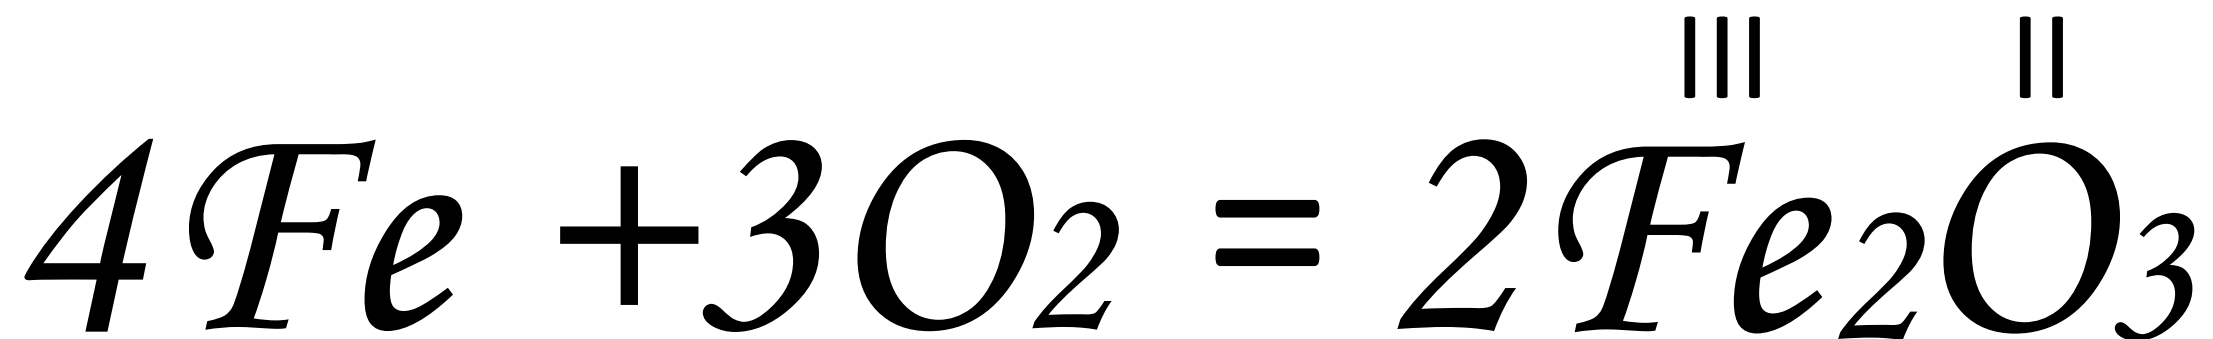 III II
4Fe + 3O₂ = 2Fe₂O₃